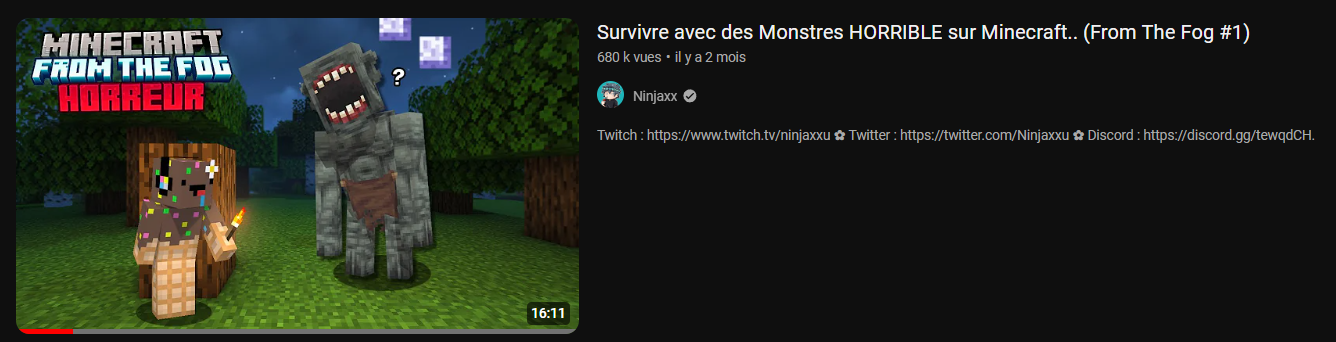 MINECRAFT
FROM THE FOG
HORREUR
?
16:11
Survivre avec des Monstres HORRIBLE sur Minecraft.. (From The Fog #1)
680 k vues • il y a 2 mois
Ninjaxx
Twitch : https://www.twitch.tv/ninjaxxu ✿ Twitter : https://twitter.com/Ninjaxxu ✿ Discord : https://discord.gg/tewqdCH.